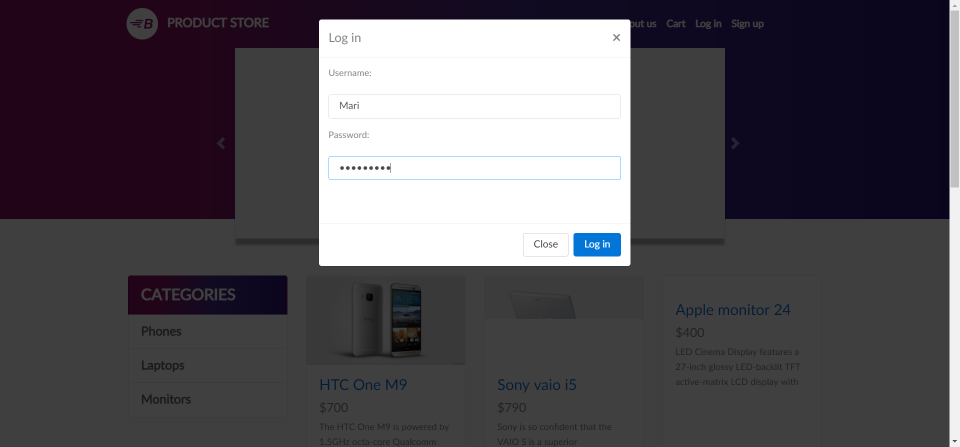 PRODUCT STORE
out us Cart Log in Sign up
Log in
×
Username:
Mari
Password:
•••••••••
Close Log in
CATEGORIES
Phones
Laptops
Monitors
HTC One M9
$700
The HTC One M9 is powered by
1.5GHz octa-core Qualcomm
Sony vaio i5
$790
Sony is so confident that the
VAIO S is a superior
Apple monitor 24
$400
LED Cinema Display features a
27-inch glossy LED-backlit TFT
active-matrix LCD display with